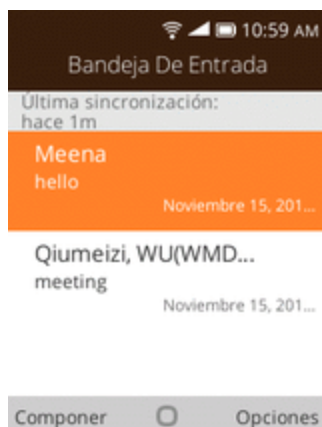 10:59 AM
Bandeja De Entrada
Última sincronización:
hace 1m
Meena
hello
Noviembre 15, 201...
Qiumeizi, WU(WMD...
meeting
Noviembre 15, 201...
Componer
Opciones